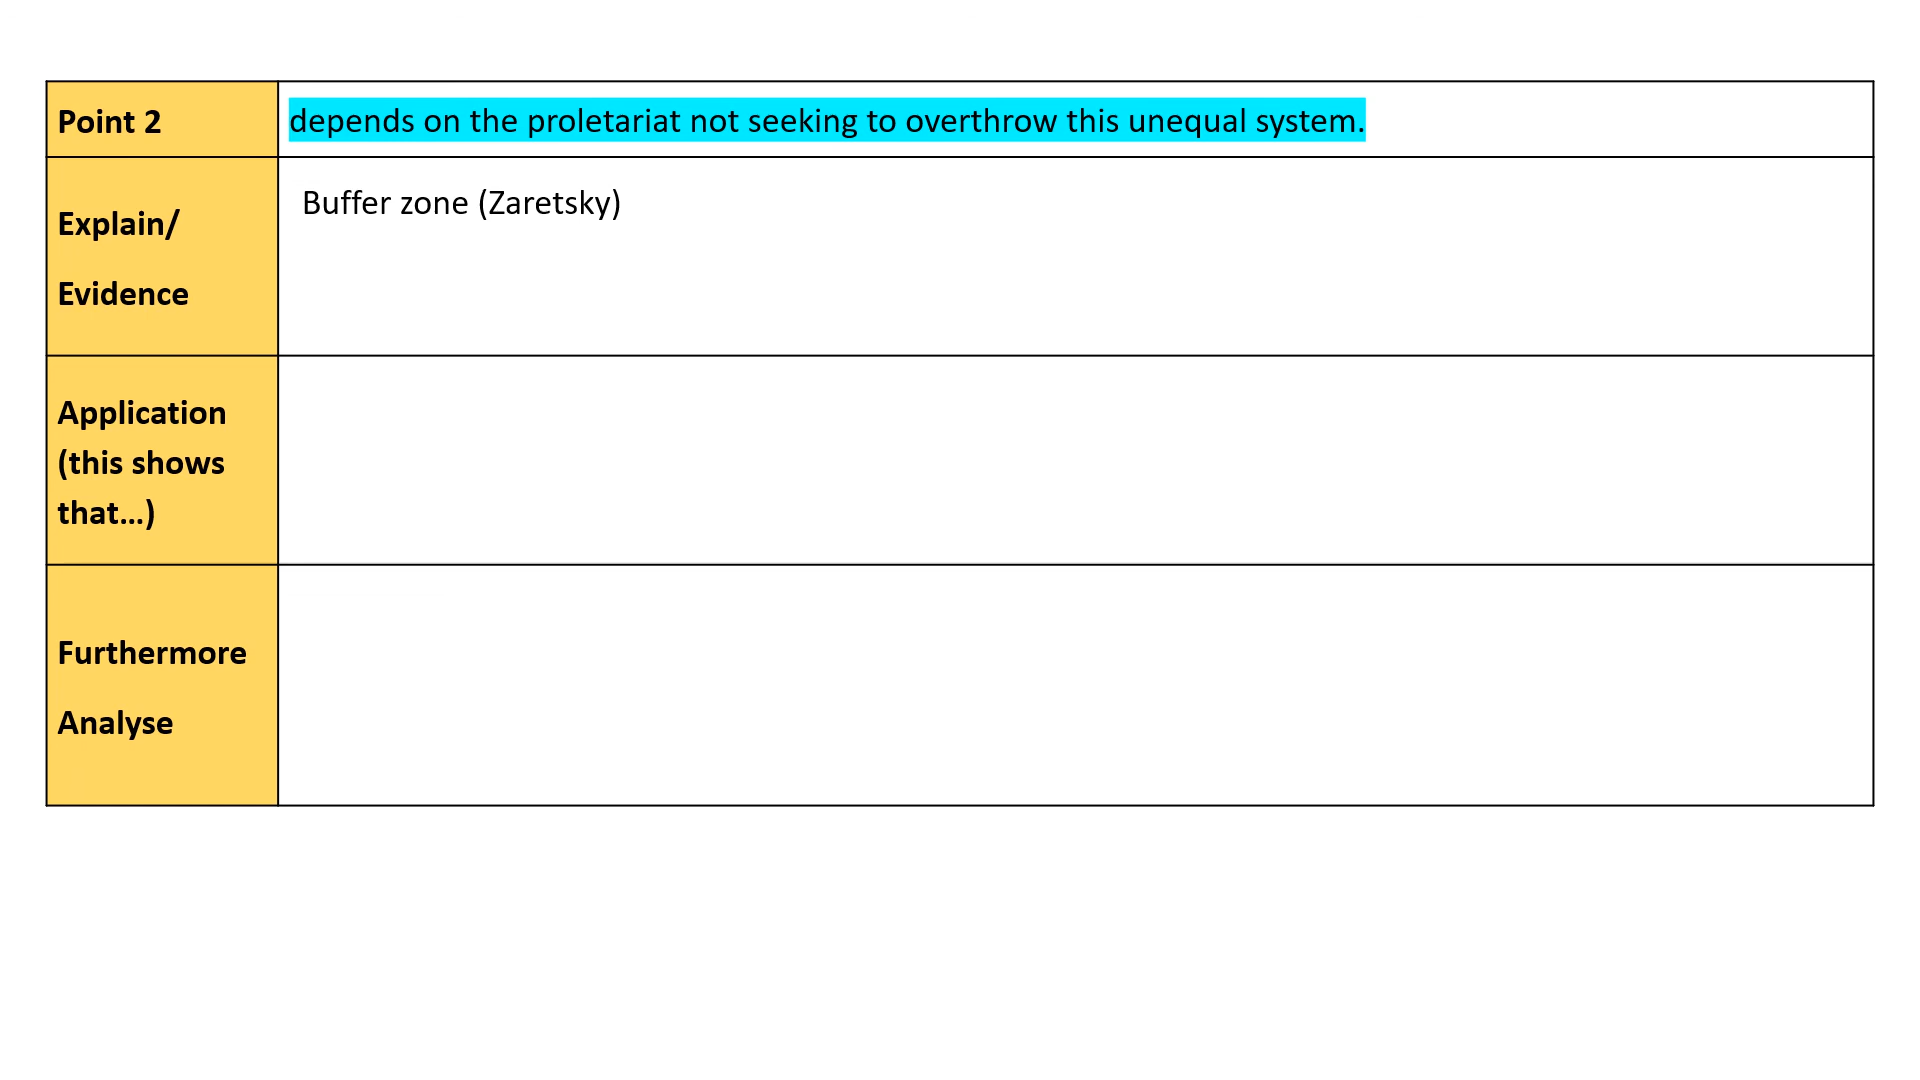 Point 2
depends on the proletariat not seeking to overthrow this unequal system.
Explain/
Evidence
Buffer zone (Zaretsky)
Application
(this shows
that…)
Furthermore
Analyse